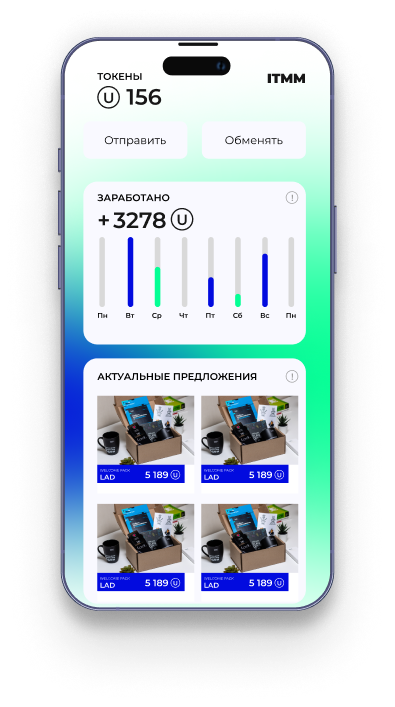 ТОКЕНЫ
ITMM
U 156
Отправить
Обменять
ЗАРАБОТАНО
+3278 U
Пн Вт Ср Чт Пт Сб Вс Пн
АКТУАЛЬНЫЕ ПРЕДЛОЖЕНИЯ
WELCOME PACK
LAD
5 189 U
WELCOME PACK
LAD
5 189 U
WELCOME PACK
LAD
5 189 U
WELCOME PACK
LAD
5 189 U